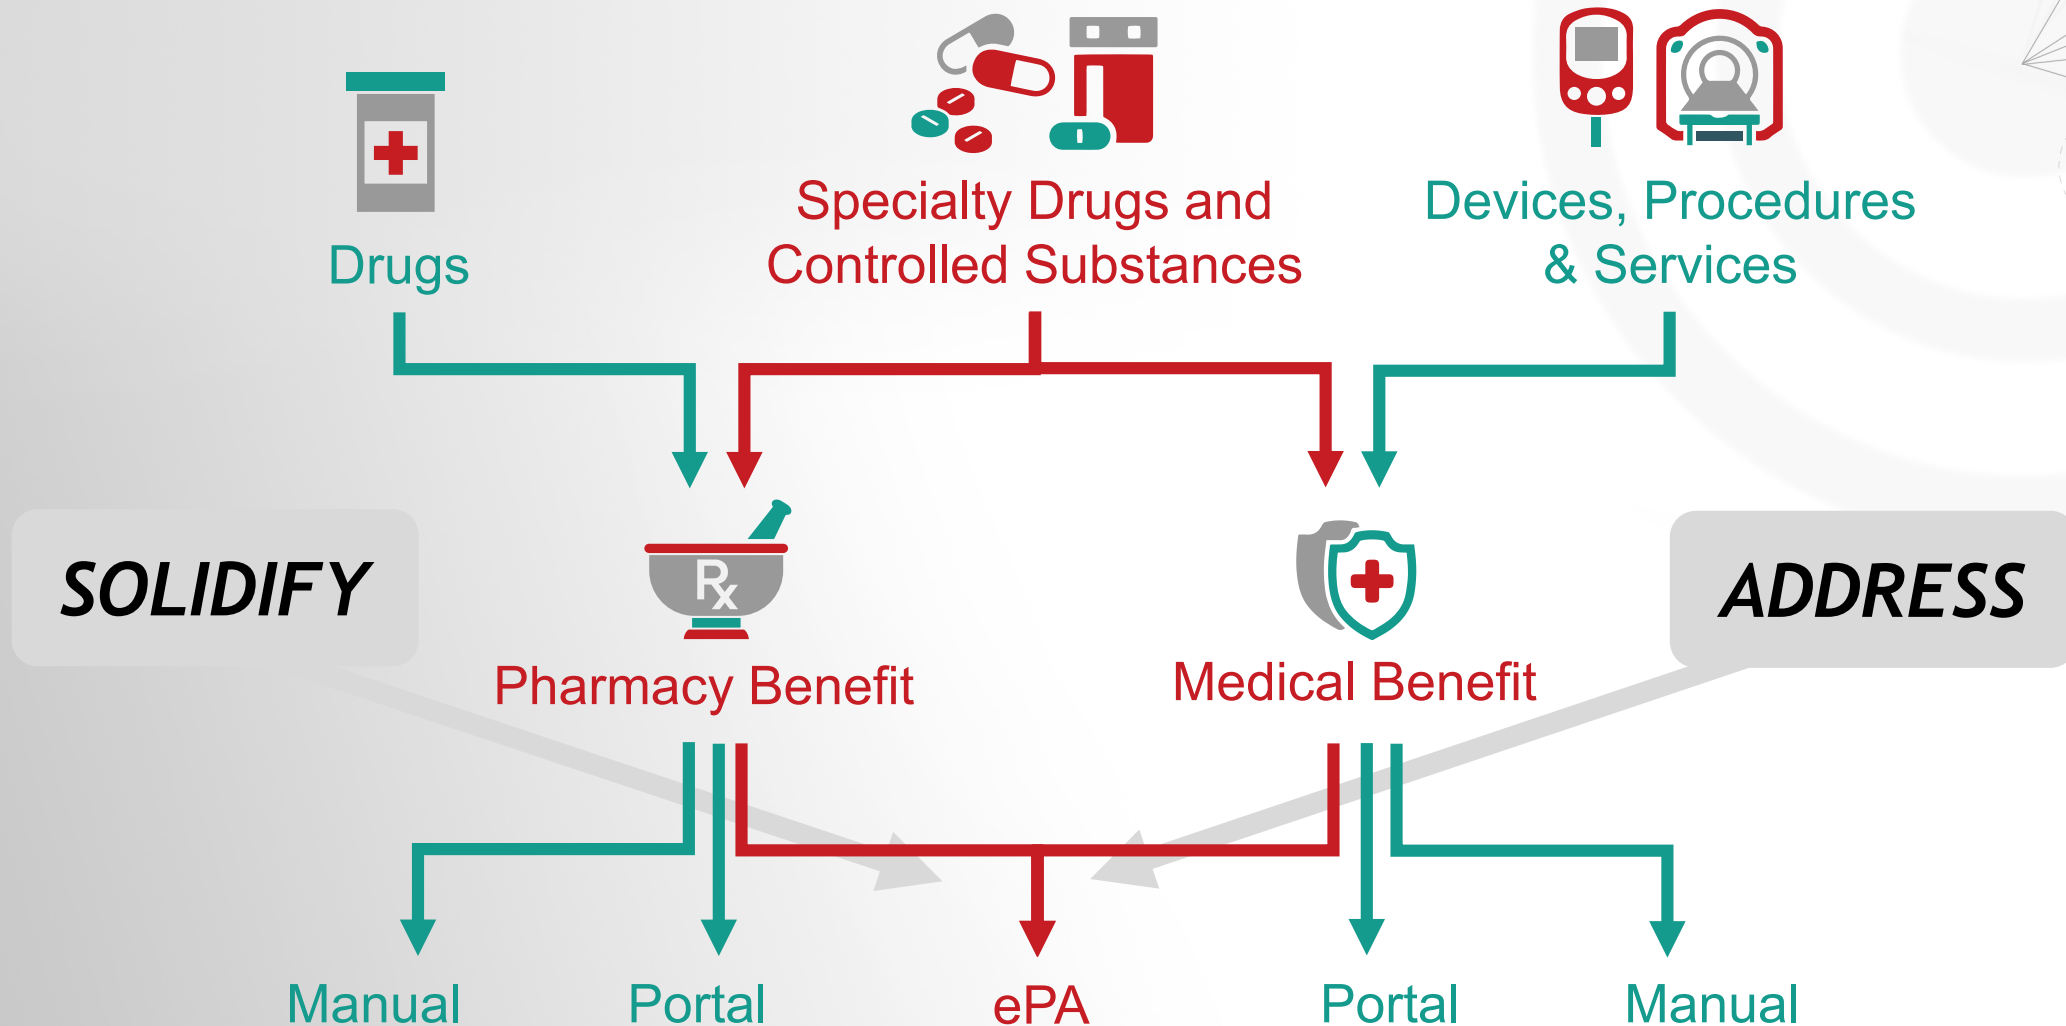 Drugs
Specialty Drugs and
Controlled Substances
Devices, Procedures
& Services
SOLIDIFY
Rx
Pharmacy Benefit
Medical Benefit
ADDRESS
Manual
Portal
ePA
Portal
Manual